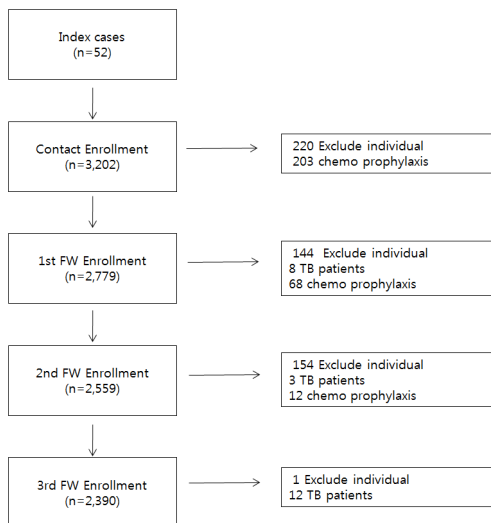 Index cases
(n=52)
Contact Enrollment
(n=3,202)
220 Exclude individual
203 chemo prophylaxis
1st FW Enrollment
(n=2,779)
144 Exclude individual
8 TB patients
68 chemo prophylaxis
2nd FW Enrollment
(n=2,559)
154 Exclude individual
3 TB patients
12 chemo prophylaxis
3rd FW Enrollment
(n=2,390)
1 Exclude individual
12 TB patients